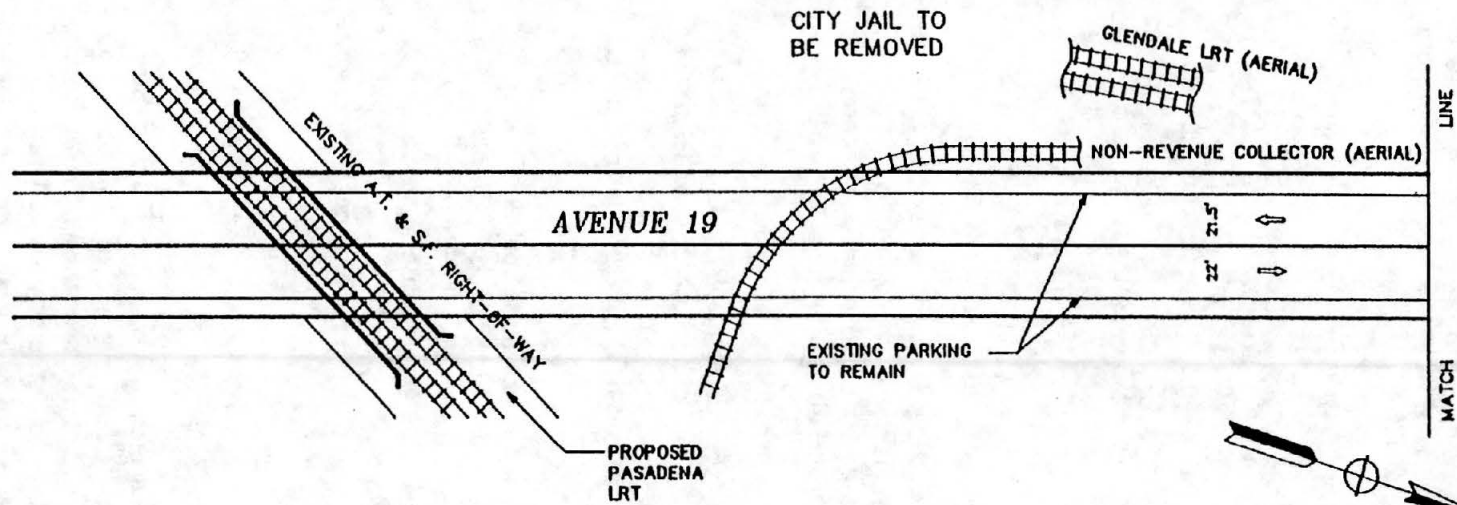 CITY JAIL TO
BE REMOVED
GLENDALE LRT (AERIAL)
LINE
EXISTING A.T. & S.F. RIGHT-OF-WAY
NON-REVENUE COLLECTOR (AERIAL)
AVENUE 19
21.5'
22'
EXISTING PARKING
TO REMAIN
MATCH
PROPOSED
PASADENA
LRT